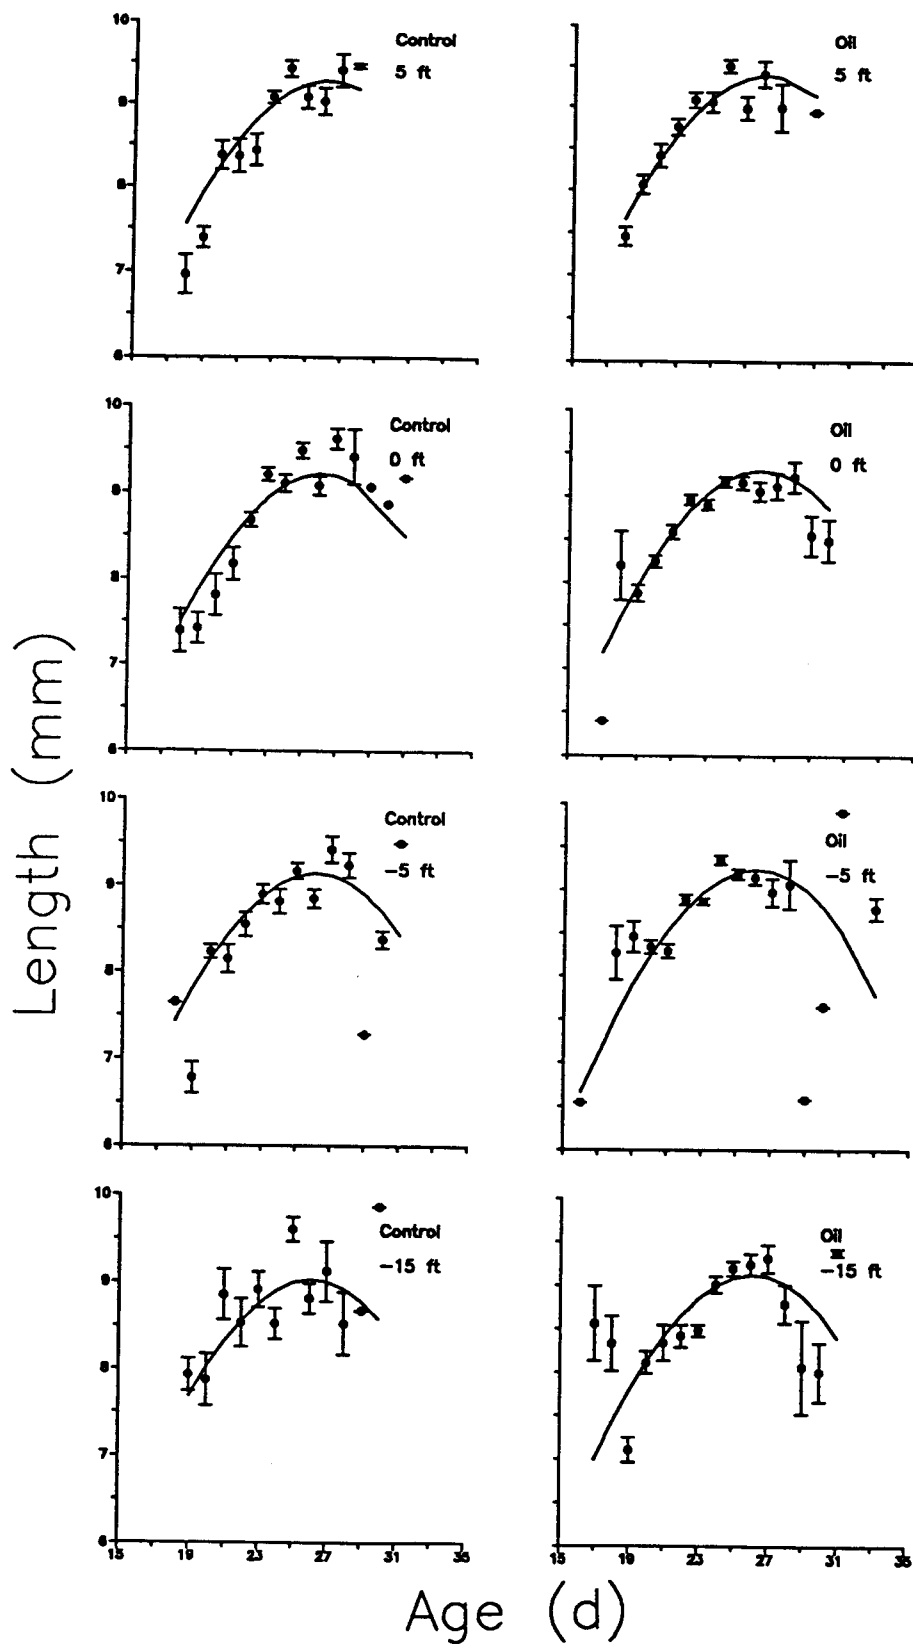 10
9
8
7
6
Control
5 ft
Oil
5 ft
10
9
8
7
6
Control
0 ft
Oil
0 ft
Length (mm)
10
9
8
7
6
Control
-5 ft
Oil
-5 ft
10
9
8
7
6
Control
-15 ft
Oil
-15 ft
15 19 23 27 31 35
15 19 23 27 31 35
Age (d)